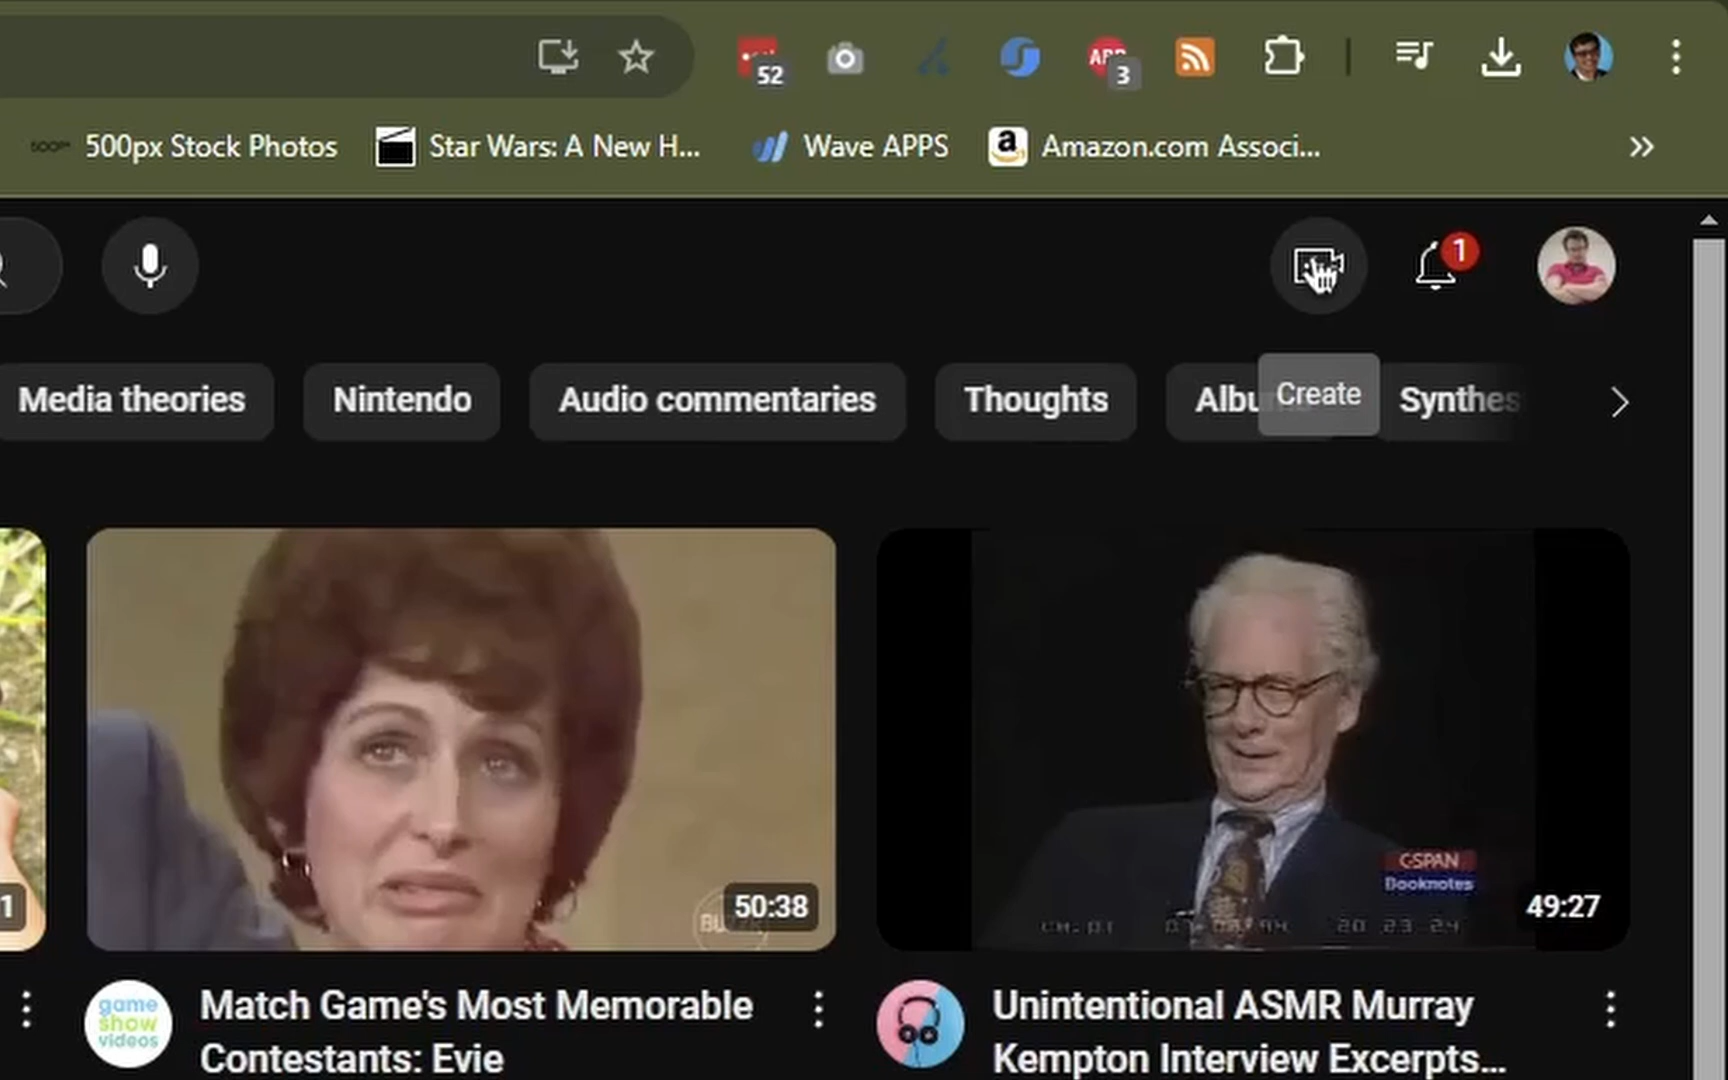 52
3
500px Stock Photos
Star Wars: A New H...
Wave APPS
a Amazon.com Associ...
1
Media theories
Nintendo
Audio commentaries
Thoughts
Create
50:38
C-SPAN
Booknotes
49:27
game
show
videos
Match Game's Most Memorable
Contestants: Evie
Unintentional ASMR Murray
Kempton Interview Excerpts...